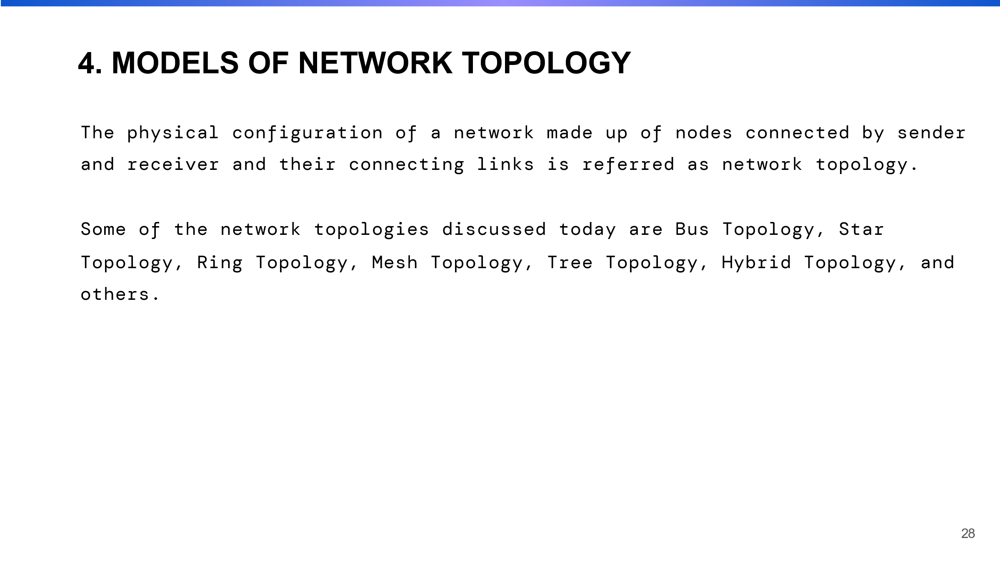 4. MODELS OF NETWORK TOPOLOGY
The physical configuration of a network made up of nodes connected by sender
and receiver and their connecting links is referred as network topology.
Some of the network topologies discussed today are Bus Topology, Star
Topology, Ring Topology, Mesh Topology, Tree Topology, Hybrid Topology, and
others.
28